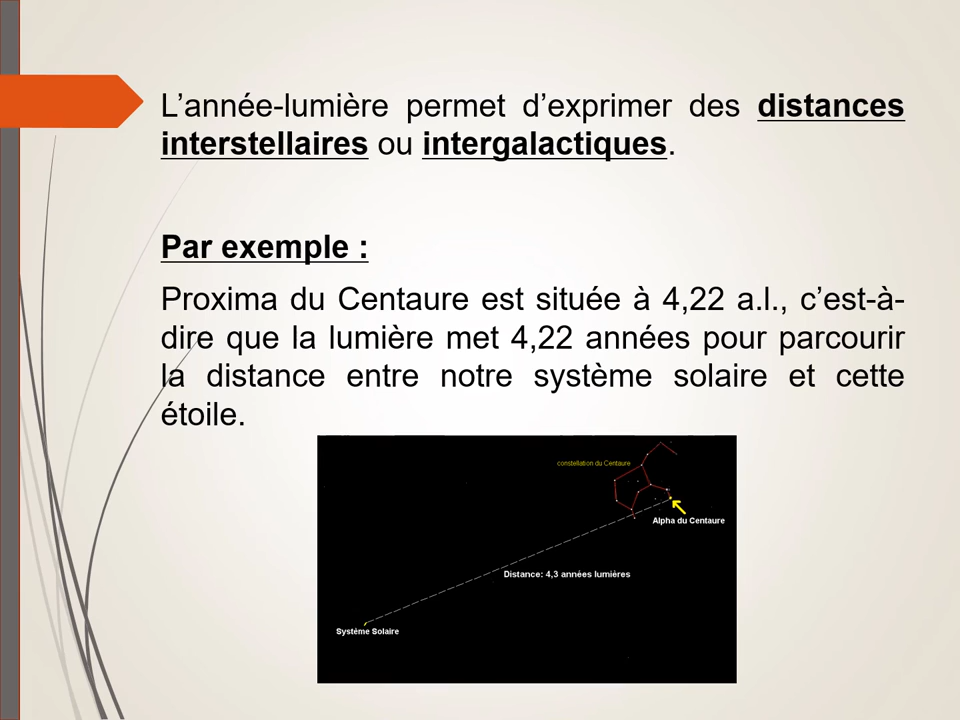 L’année-lumière permet d’exprimer des distances
interstellaires ou intergalactiques.
Par exemple :
Proxima du Centaure est située à 4,22 a.l., c’est-à-
dire que la lumière met 4,22 années pour parcourir
la distance entre notre système solaire et cette
étoile.
constellation du Centaure
Alpha du Centaure
Distance: 4,3 années lumières
Système Solaire